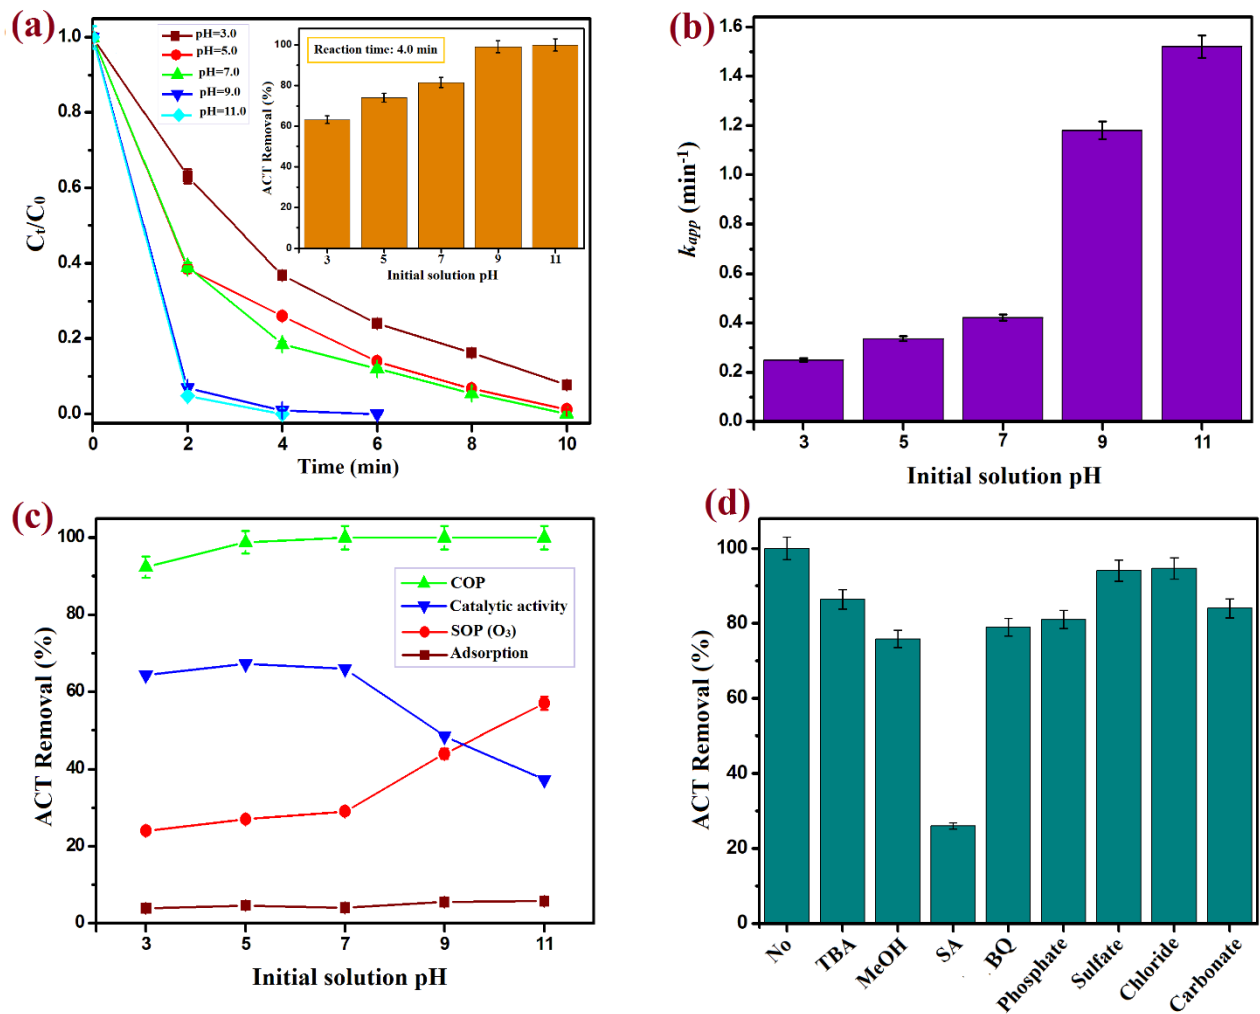 (a)
1.0
0.8
0.6
0.4
0.2
0.0
C_t/C_0
pH=3.0
pH=5.0
pH=7.0
pH=9.0
pH=11.0
Reaction time: 4.0 min
100
80
60
40
100
20
0
ACT Removal (%)
3 5 7 9 11
Initial solution pH
0 2 4 6 8 10
Time (min)
(b)
1.6
1.4
1.2
1.0
0.8
0.6
0.4
0.2
0.0
k_app (min⁻¹)
3 5 7 9 11
Initial solution pH
(c)
100
80
60
40
20
0
ACT Removal (%)
COP
Catalytic activity
SOP (O₃)
Adsorption
3 5 7 9 11
Initial solution pH
(d)
100
80
60
40
20
0
ACT Removal (%)
No
TBA
MeOH
SA
BQ
Phosphate
Sulfate
Chloride
Carbonate